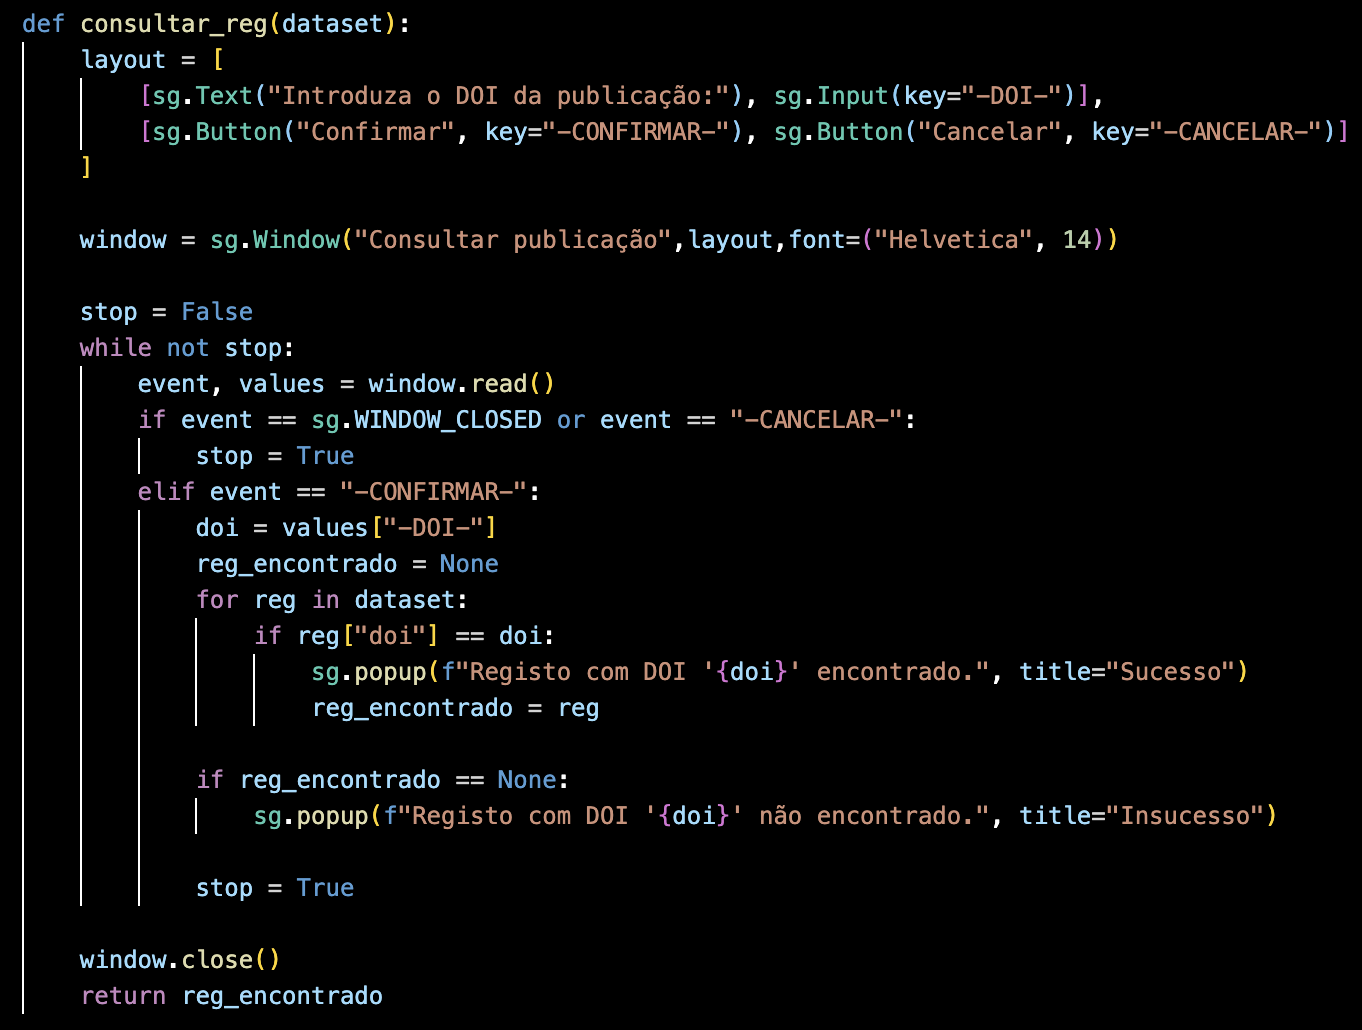 def consultar_reg(dataset):
    layout = [
        [sg.Text("Introduza o DOI da publicação:"), sg.Input(key="-DOI-")],
        [sg.Button("Confirmar", key="-CONFIRMAR-"), sg.Button("Cancelar", key="-CANCELAR-")]
    ]

    window = sg.Window("Consultar publicação",layout,font=("Helvetica", 14))

    stop = False
    while not stop:
        event, values = window.read()
        if event == sg.WINDOW_CLOSED or event == "-CANCELAR-":
            stop = True
        elif event == "-CONFIRMAR-":
            doi = values["-DOI-"]
            reg_encontrado = None
            for reg in dataset:
                if reg["doi"] == doi:
                    sg.popup(f"Registo com DOI '{doi}' encontrado.", title="Sucesso")
                    reg_encontrado = reg

            if reg_encontrado == None:
                sg.popup(f"Registo com DOI '{doi}' não encontrado.", title="Insucesso")

            stop = True

    window.close()
    return reg_encontrado